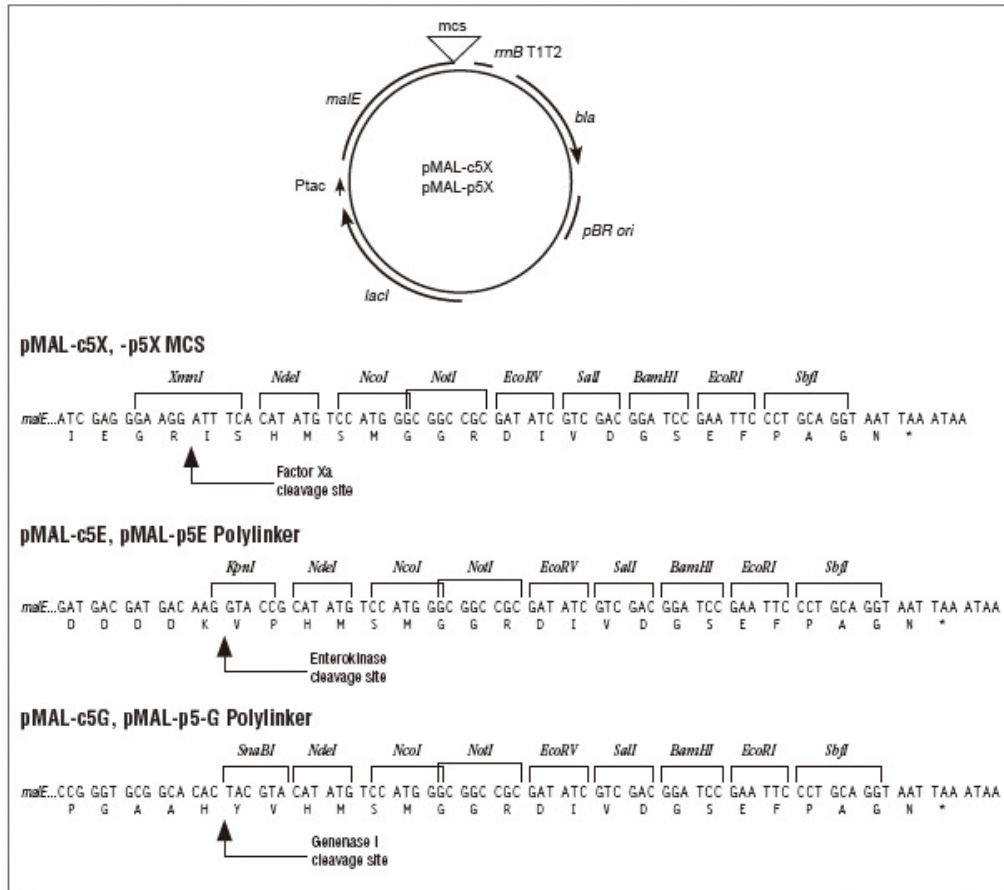 mcs
rrnB T1T2
malE
bla
pMAL-c5X
pMAL-p5X
Ptac
pBR ori
lacI
pMAL-c5X, -p5X MCS
XmnI NdeI NcoI NotI EcoRV SalI BamHI EcoRI SbfI
malE...ATC GAG GGA AGG ATT TCA CAT ATG TCC ATG GGC GGC CGC GAT ATC GTC GAC GGA TCC GAA TTC CCT GCA GGT AAT TAA ATAA
I E G R I S H M S M G G R D I V D G S E F P A G N *
Factor Xa
cleavage site
pMAL-c5E, pMAL-p5E Polylinker
KpnI NdeI NcoI NotI EcoRV SalI BamHI EcoRI SbfI
malE...GAT GAC GAT GAC AAG GTA CCG CAT ATG TCC ATG GGC GGC CGC GAT ATC GTC GAC GGA TCC GAA TTC CCT GCA GGT AAT TAA ATAA
D D D D K V P H M S M G G R D I V D G S E F P A G N *
Enterokinase
cleavage site
pMAL-c5G, pMAL-p5-G Polylinker
SnaBI NdeI NcoI NotI EcoRV SalI BamHI EcoRI SbfI
malE...CCG GGT GCG GCA CAC TAC GTA CAT ATG TCC ATG GGC GGC CGC GAT ATC GTC GAC GGA TCC GAA TTC CCT GCA GGT AAT TAA ATAA
P G A A H Y V H M S M G G R D I V D G S E F P A G N *
Genenase I
cleavage site